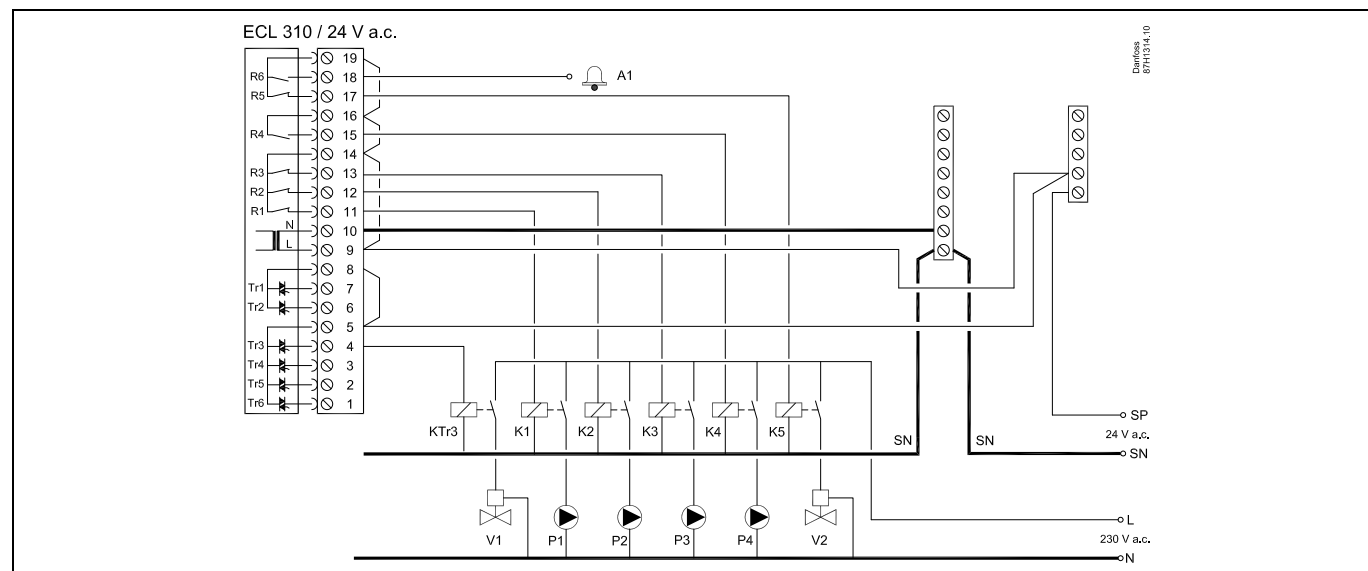 ECL 310 / 24 V a.c.
Danfoss
87H1314.10
19
R6 18 A1
R5 17
16
R4 15
14
R3 13
R2 12
R1 11
N 10
L 9
8
Tr1 7
Tr2 6
5
Tr3 4
Tr4 3
Tr5 2
Tr6 1
SP
KTr3 K1 K2 K3 K4 K5
24 V a.c.
SN SN SN
L
V1 P1 P2 P3 P4 V2
230 V a.c.
N